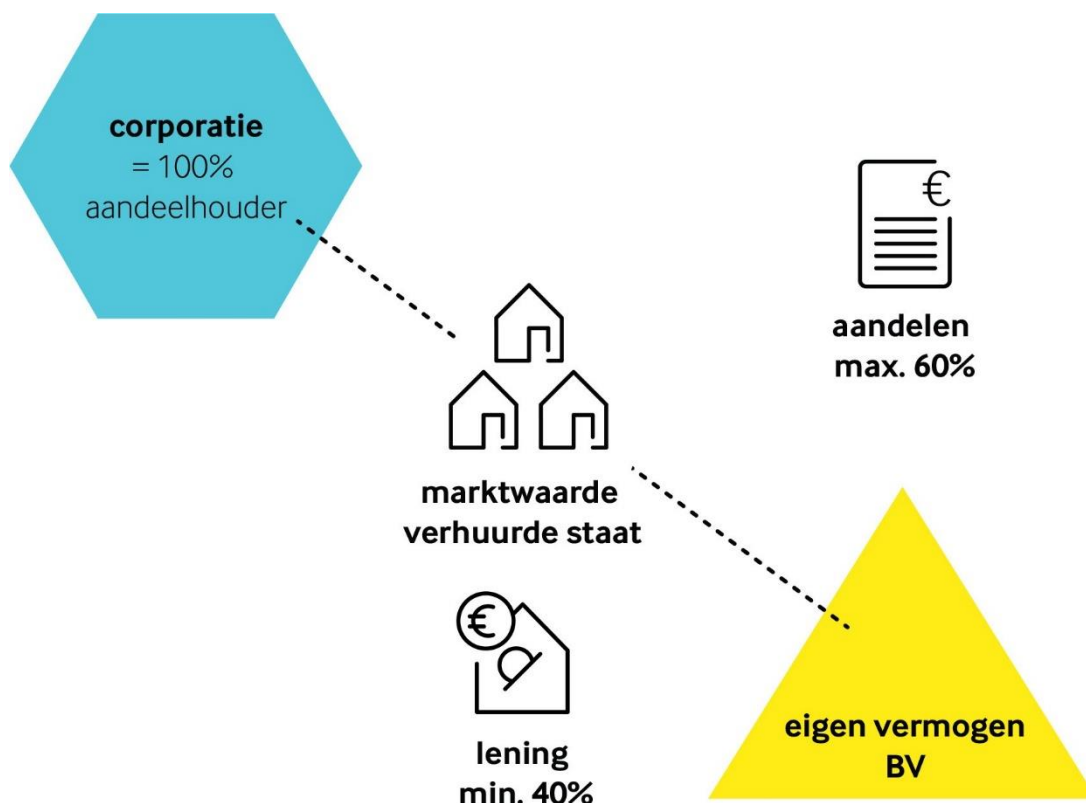 corporatie
= 100%
aandeelhouder
€
aandelen
max. 60%
marktwaarde
verhuurde staat
€
lening
min. 40%
eigen vermogen
BV